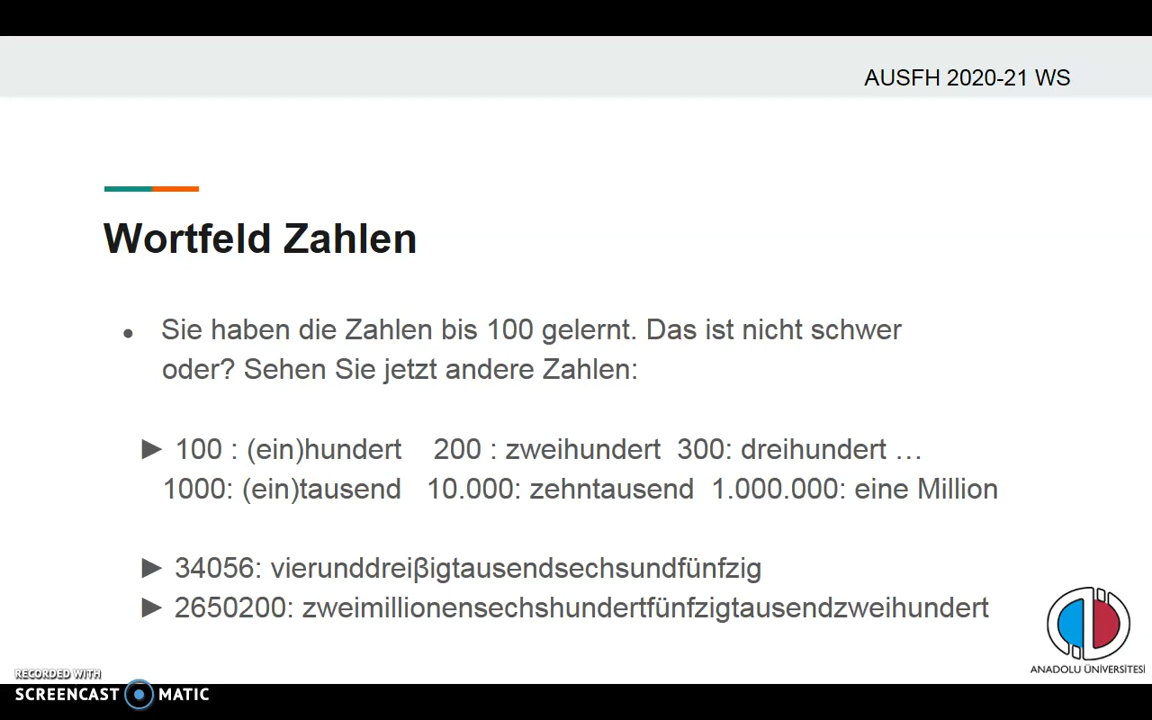 AUSFH 2020-21 WS
Wortfeld Zahlen
● Sie haben die Zahlen bis 100 gelernt. Das ist nicht schwer
oder? Sehen Sie jetzt andere Zahlen:
► 100 : (ein)hundert 200 : zweihundert 300: dreihundert …
1000: (ein)tausend 10.000: zehntausend 1.000.000: eine Million
► 34056: vierunddreiβigtausendsechsundfünfzig
► 2650200: zweimillionensechshundertfünfzigtausendzweihundert
ANADOLU ÜNİVERSİTESİ
RECORDED WITH
SCREENCAST MATIC